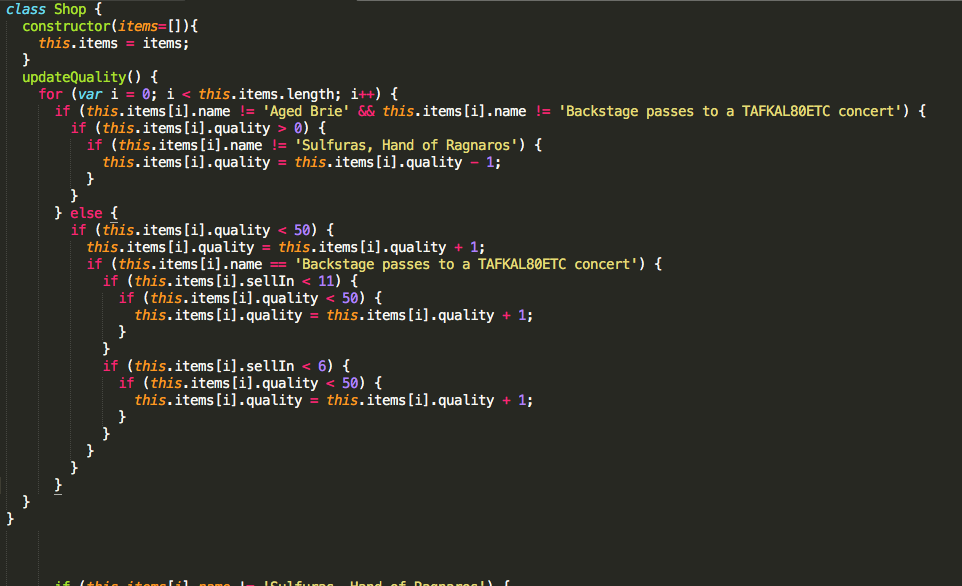 class Shop {
  constructor(items=[]){
    this.items = items;
  }
  updateQuality() {
    for (var i = 0; i < this.items.length; i++) {
      if (this.items[i].name != 'Aged Brie' && this.items[i].name != 'Backstage passes to a TAFKAL80ETC concert') {
        if (this.items[i].quality > 0) {
          if (this.items[i].name != 'Sulfuras, Hand of Ragnaros') {
            this.items[i].quality = this.items[i].quality - 1;
          }
        }
      } else {
        if (this.items[i].quality < 50) {
          this.items[i].quality = this.items[i].quality + 1;
          if (this.items[i].name == 'Backstage passes to a TAFKAL80ETC concert') {
            if (this.items[i].sellIn < 11) {
              if (this.items[i].quality < 50) {
                this.items[i].quality = this.items[i].quality + 1;
              }
            }
            if (this.items[i].sellIn < 6) {
              if (this.items[i].quality < 50) {
                this.items[i].quality = this.items[i].quality + 1;
              }
            }
          }
        }
      }
  }
}
      if (this.items[i].name != 'Sulfuras, Hand of Ragnaros') {